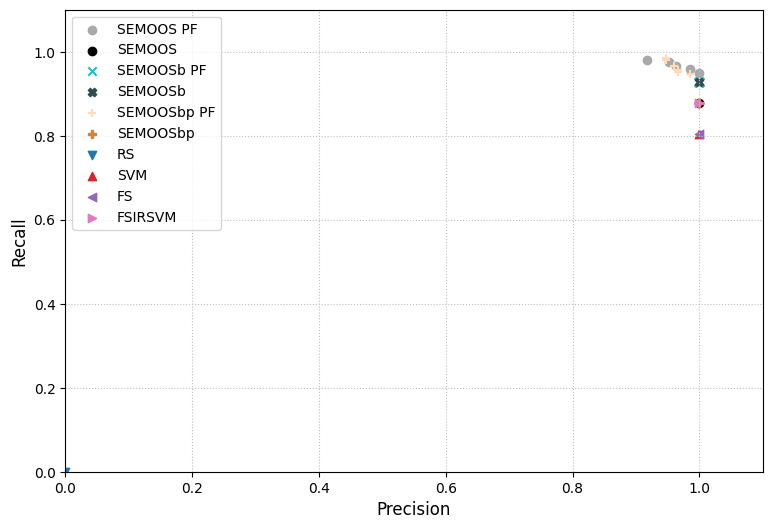 SEMOOS PF
SEMOOS
SEMOOSb PF
SEMOOSb
SEMOOSbp PF
SEMOOSbp
RS
SVM
FS
FSIRSVM
Recall
1.0
0.8
0.6
0.4
0.2
0.0
0.0 0.2 0.4 0.6 0.8 1.0
Precision